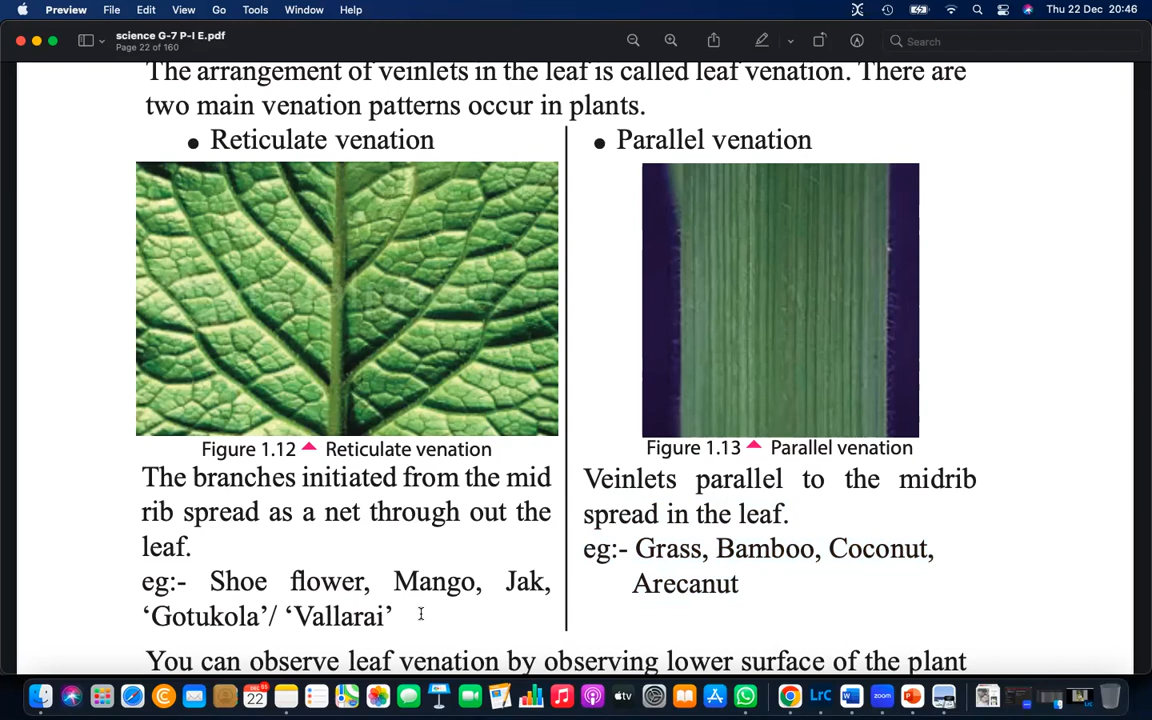 Preview File Edit View Go Tools Window Help Thu 22 Dec 20:46
science G-7 P-I E.pdf
Page 22 of 160
Search
The arrangement of veinlets in the leaf is called leaf venation. There are
two main venation patterns occur in plants.
• Reticulate venation
Figure 1.12 Reticulate venation
The branches initiated from the mid
rib spread as a net through out the
leaf.
eg:- Shoe flower, Mango, Jak,
‘Gotukola’/ ‘Vallarai’
• Parallel venation
Figure 1.13 Parallel venation
Veinlets parallel to the midrib
spread in the leaf.
eg:- Grass, Bamboo, Coconut,
Arecanut
You can observe leaf venation by observing lower surface of the plant
22
tv
Lrc
zoom